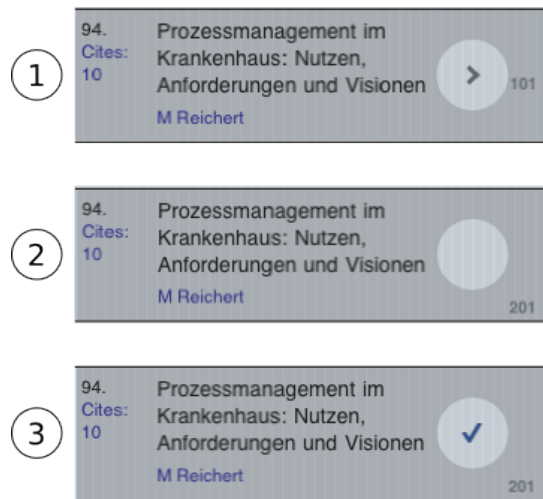 1
94.
Cites:
10
Prozessmanagement im
Krankenhaus: Nutzen,
Anforderungen und Visionen
M Reichert
101
2
94.
Cites:
10
Prozessmanagement im
Krankenhaus: Nutzen,
Anforderungen und Visionen
M Reichert
201
3
94.
Cites:
10
Prozessmanagement im
Krankenhaus: Nutzen,
Anforderungen und Visionen
M Reichert
201